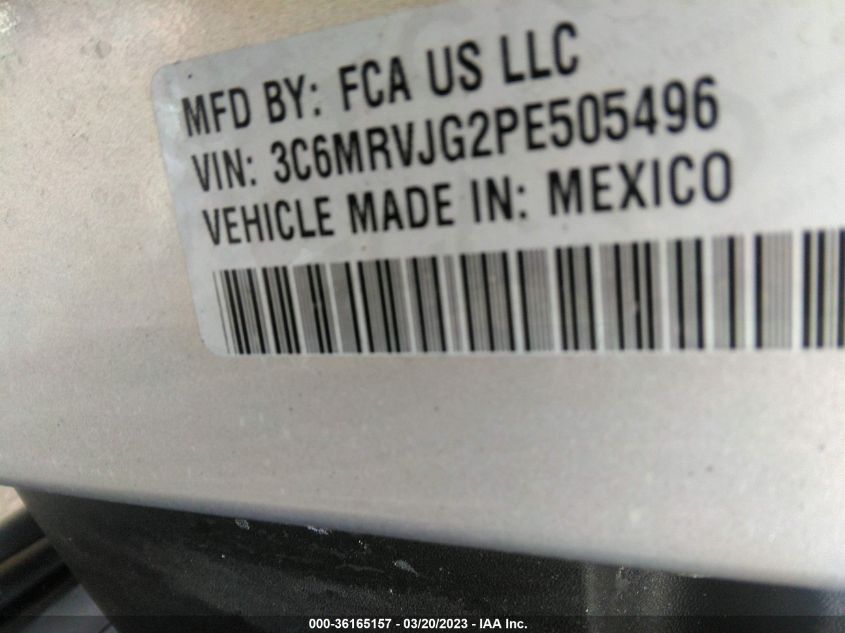 MFD BY: FCA US LLC
VIN: 3C6MRVJG2PE505496
VEHICLE MADE IN: MEXICO
000-36165157 - 03/20/2023 - IAA Inc.